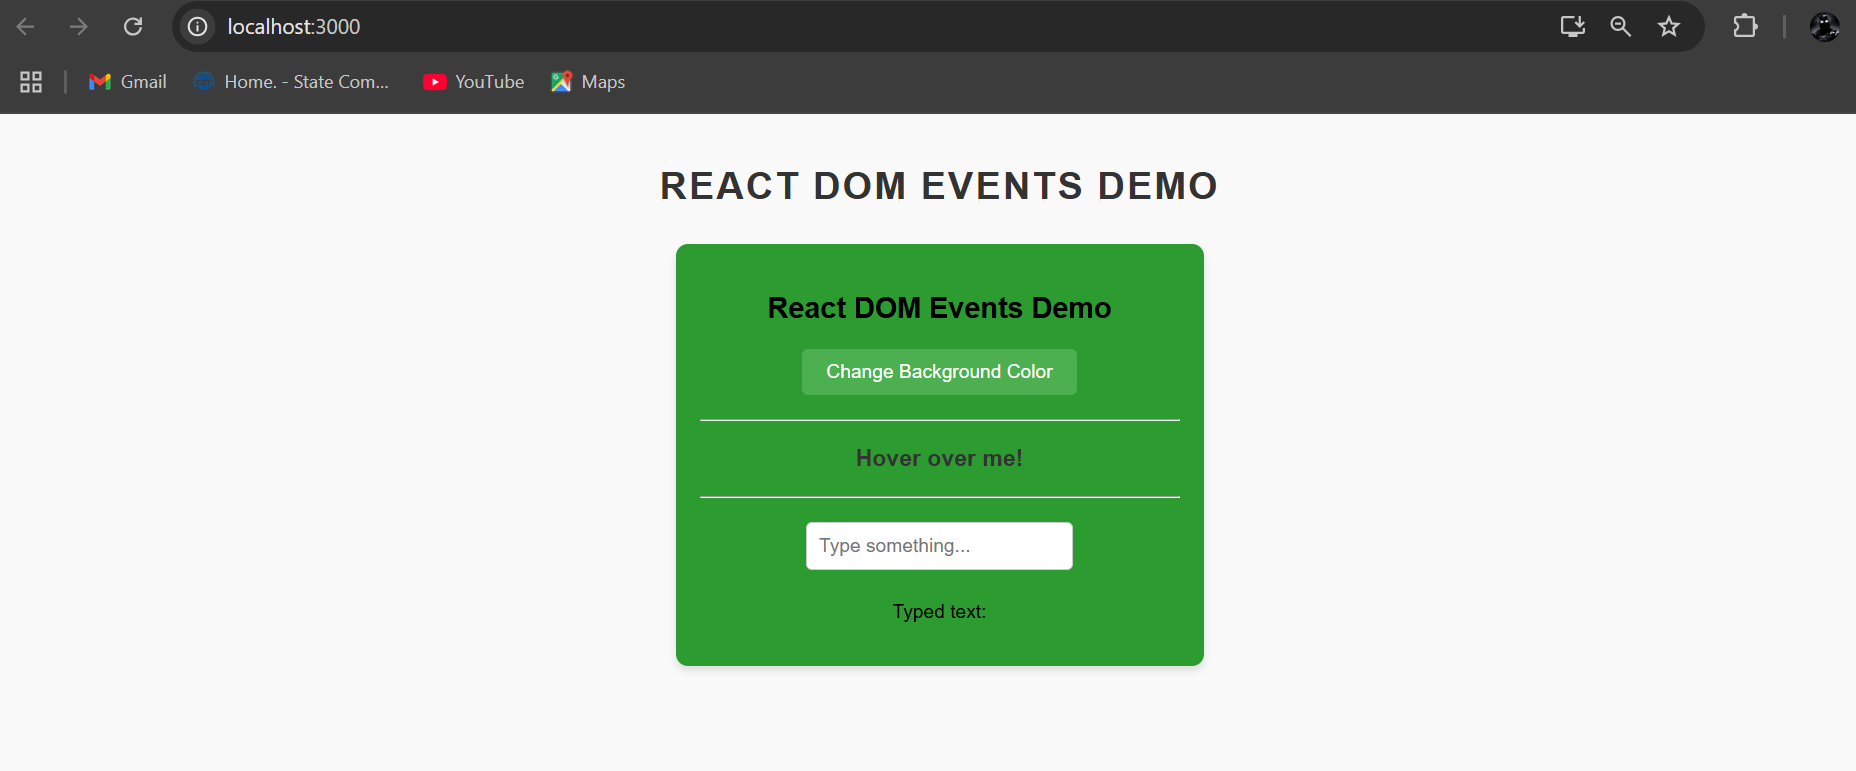 localhost:3000
Gmail Home. - State Com... YouTube Maps
REACT DOM EVENTS DEMO
React DOM Events Demo
Change Background Color
Hover over me!
Type something...
Typed text: